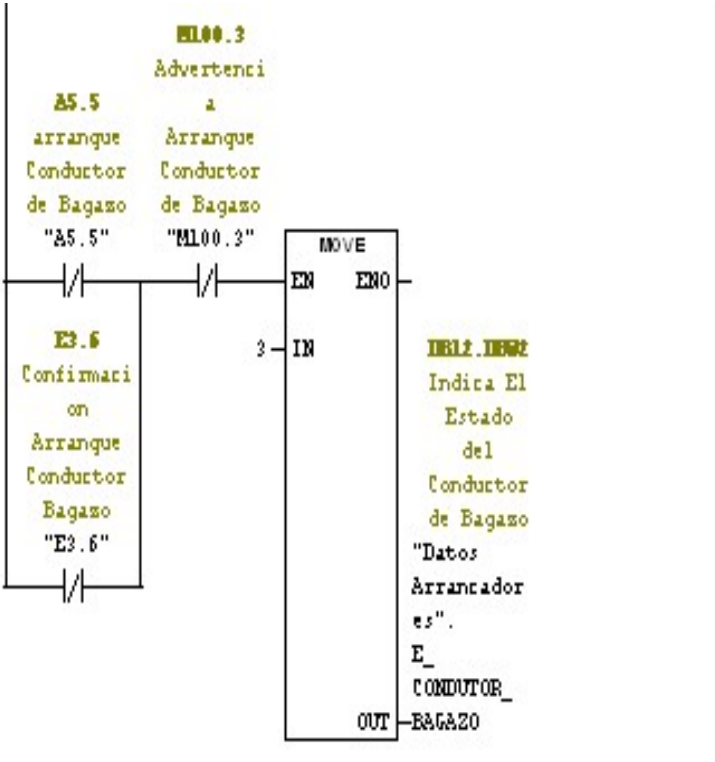 M100.3
Advertenci
a
Arranque
Conductor
de Bagazo
"M100.3"
A5.5
arranque
Conductor
de Bagazo
"A5.5"
MOVE
EN ENO
3 IN
E3.6
Confirmaci
on
Arranque
Conductor
Bagazo
"E3.6"
Indica El
Estado
del
Conductor
de Bagazo
"Datos
Arrancador
es".
E_
CONDUTOR_
BAGAZO
OUT